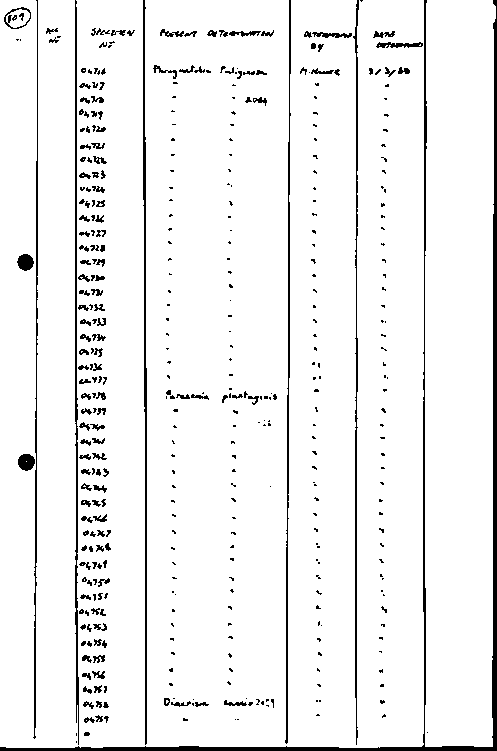 109
ACC Nº SPECIMEN Nº PRESENT DETERMINATION DETERMINED BY DATE DETERMINED
04716 Phragmatobia fuliginosa 3/3/88
04717 " " " "
04718 " 2064 " "
04719 " " " "
04720 " " " "
04721 " " " "
04722 " " " "
04723 " " " "
04724 " " " "
04725 " " " "
04726 " " " "
04727 " " " "
04728 " " " "
04729 " " " "
04730 " " " "
04731 " " " "
04732 " " " "
04733 " " " "
04734 " " " "
04735 " " " "
04736 " " " "
04737 " " " "
04738 Parasemia plantaginis " "
04739 " " " "
04740 " " "
04741 " " " "
04742 " " " "
04743 " " " "
04744 " " " "
04745 " " " "
04746 " " " "
04747 " " " "
04748 " " " "
04749 " " " "
04750 " " " "
04751 " " " "
04752 " " " "
04753 " " " "
04754 " " " "
04755 " " " "
04756 " " " "
04757 " " " "
04758 Diacrisia sannio 2059 " "
04759 " " " "